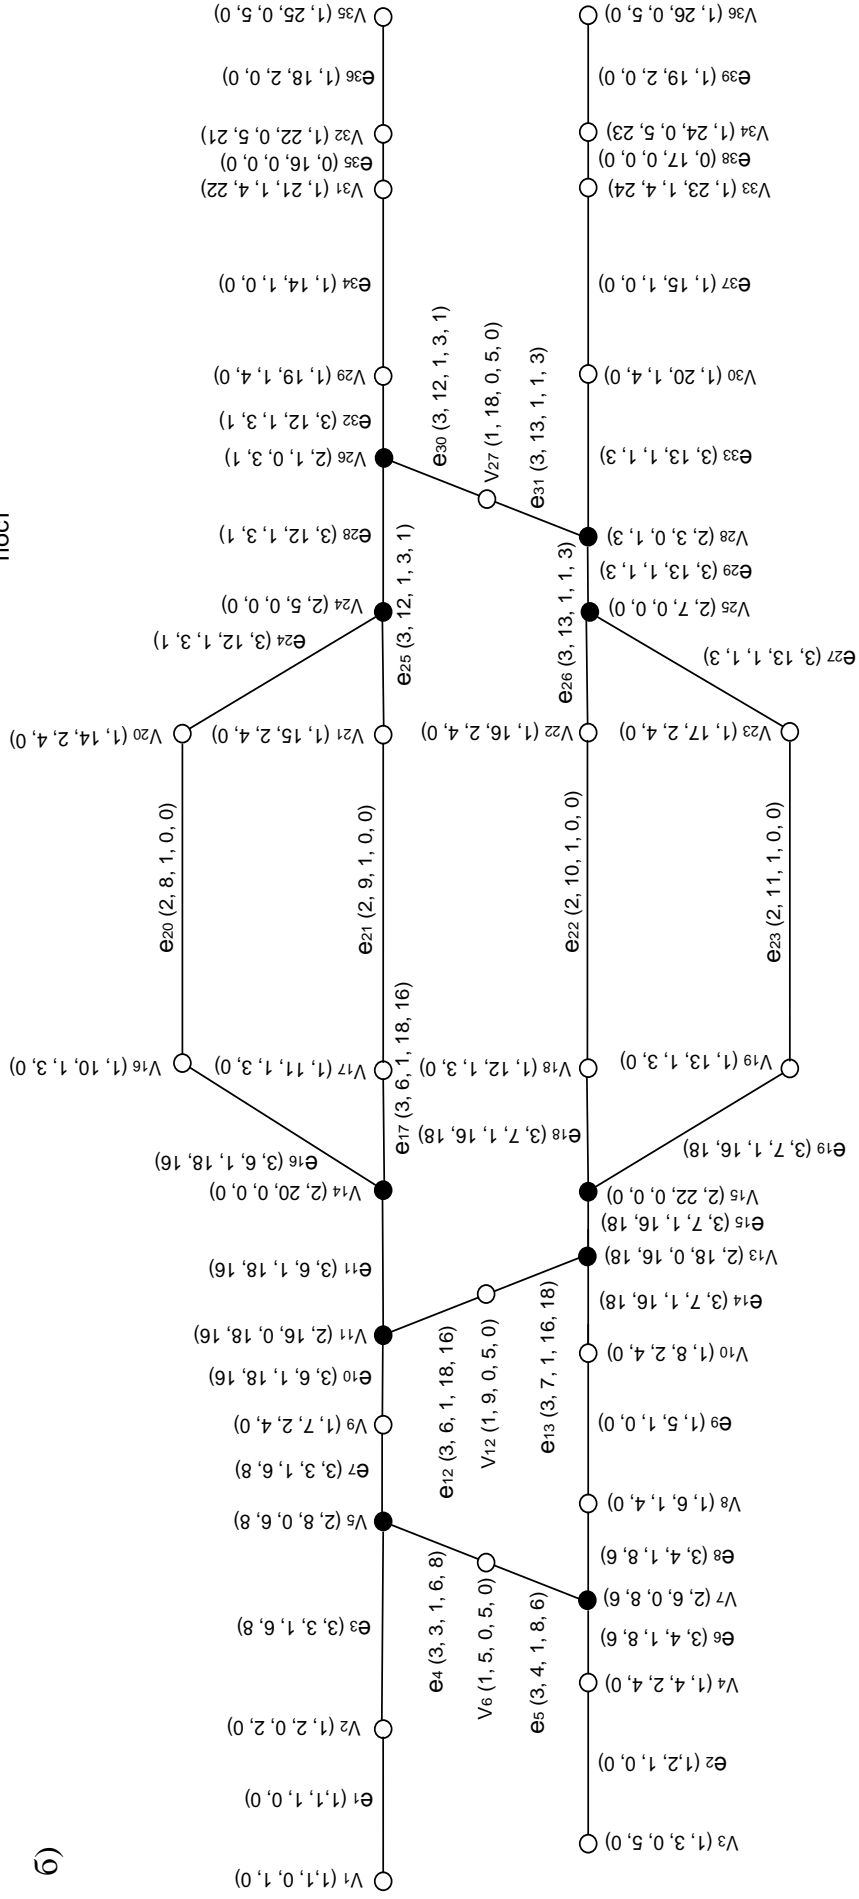 б)
ност
V1 (1,1, 0, 1, 0)
e1 (1,1, 1, 0, 0)
V2 (1, 2, 0, 2, 0)
e3 (3, 3, 1, 6, 8)
V5 (2, 8, 0, 6, 8)
e7 (3, 3, 1, 6, 8)
V9 (1, 7, 2, 4, 0)
e10 (3, 6, 1, 18, 16)
V11 (2, 16, 0, 18, 16)
e11 (3, 6, 1, 18, 16)
V14 (2, 20, 0, 0, 0)
e16 (3, 6, 1, 18, 16)
V16 (1, 10, 1, 3, 0)
e20 (2, 8, 1, 0, 0)
V20 (1, 14, 2, 4, 0)
e24 (3, 12, 1, 3, 1)
e17 (3, 6, 1, 18, 16)
V17 (1, 11, 1, 3, 0)
e21 (2, 9, 1, 0, 0)
V21 (1, 15, 2, 4, 0)
e25 (3, 12, 1, 3, 1)
V24 (2, 5, 0, 0, 0)
e28 (3, 12, 1, 3, 1)
V26 (2, 1, 0, 3, 1)
e32 (3, 12, 1, 3, 1)
V29 (1, 19, 1, 4, 0)
e34 (1, 14, 1, 0, 0)
V31 (1, 21, 1, 4, 22)
e35 (0, 16, 0, 0, 0)
V32 (1, 22, 0, 5, 21)
e36 (1, 18, 2, 0, 0)
V35 (1, 25, 0, 5, 0)
e4 (3, 3, 1, 6, 8)
V6 (1, 5, 0, 5, 0)
e5 (3, 4, 1, 8, 6)
e12 (3, 6, 1, 18, 16)
V12 (1, 9, 0, 5, 0)
e13 (3, 7, 1, 16, 18)
e30 (3, 12, 1, 3, 1)
V27 (1, 18, 0, 5, 0)
e31 (3, 13, 1, 1, 3)
V3 (1, 3, 0, 5, 0)
e2 (1,2, 1, 0, 0)
V4 (1, 4, 2, 4, 0)
e6 (3, 4, 1, 8, 6)
V7 (2, 6, 0, 8, 6)
e8 (3, 4, 1, 8, 6)
V8 (1, 6, 1, 4, 0)
e9 (1, 5, 1, 0, 0)
V10 (1, 8, 2, 4, 0)
e14 (3, 7, 1, 16, 18)
V13 (2, 18, 0, 16, 18)
e15 (3, 7, 1, 16, 18)
V15 (2, 22, 0, 0, 0)
e18 (3, 7, 1, 16, 18)
V18 (1, 12, 1, 3, 0)
e22 (2, 10, 1, 0, 0)
V22 (1, 16, 2, 4, 0)
e26 (3, 13, 1, 1, 3)
e19 (3, 7, 1, 16, 18)
V19 (1, 13, 1, 3, 0)
e23 (2, 11, 1, 0, 0)
V23 (1, 17, 2, 4, 0)
e27 (3, 13, 1, 1, 3)
V25 (2, 7, 0, 0, 0)
e29 (3, 13, 1, 1, 3)
V28 (2, 3, 0, 1, 3)
e33 (3, 13, 1, 1, 3)
V30 (1, 20, 1, 4, 0)
e37 (1, 15, 1, 0, 0)
V33 (1, 23, 1, 4, 24)
e38 (0, 17, 0, 0, 0)
V34 (1, 24, 0, 5, 23)
e39 (1, 19, 2, 0, 0)
V36 (1, 26, 0, 5, 0)